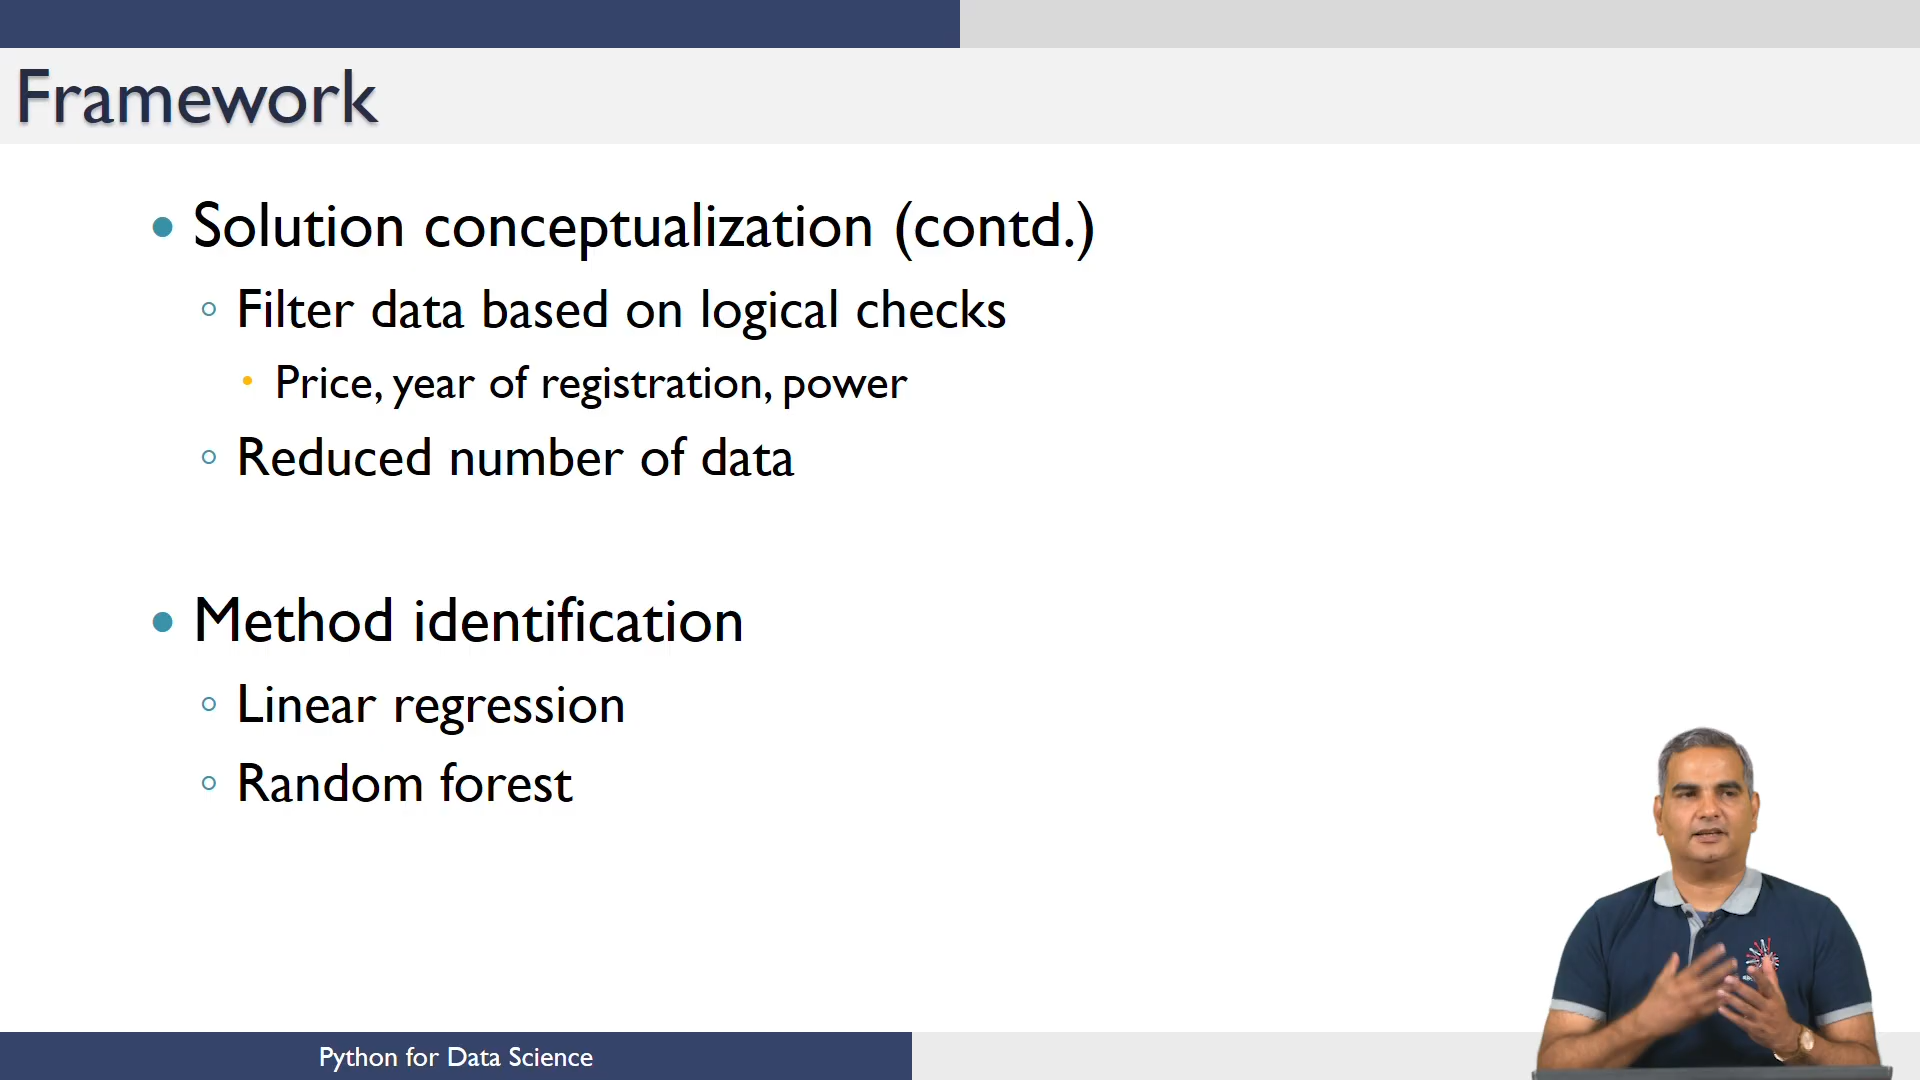 Framework
Solution conceptualization (contd.)
Filter data based on logical checks
Price, year of registration, power
Reduced number of data
Method identification
Linear regression
Random forest
Python for Data Science